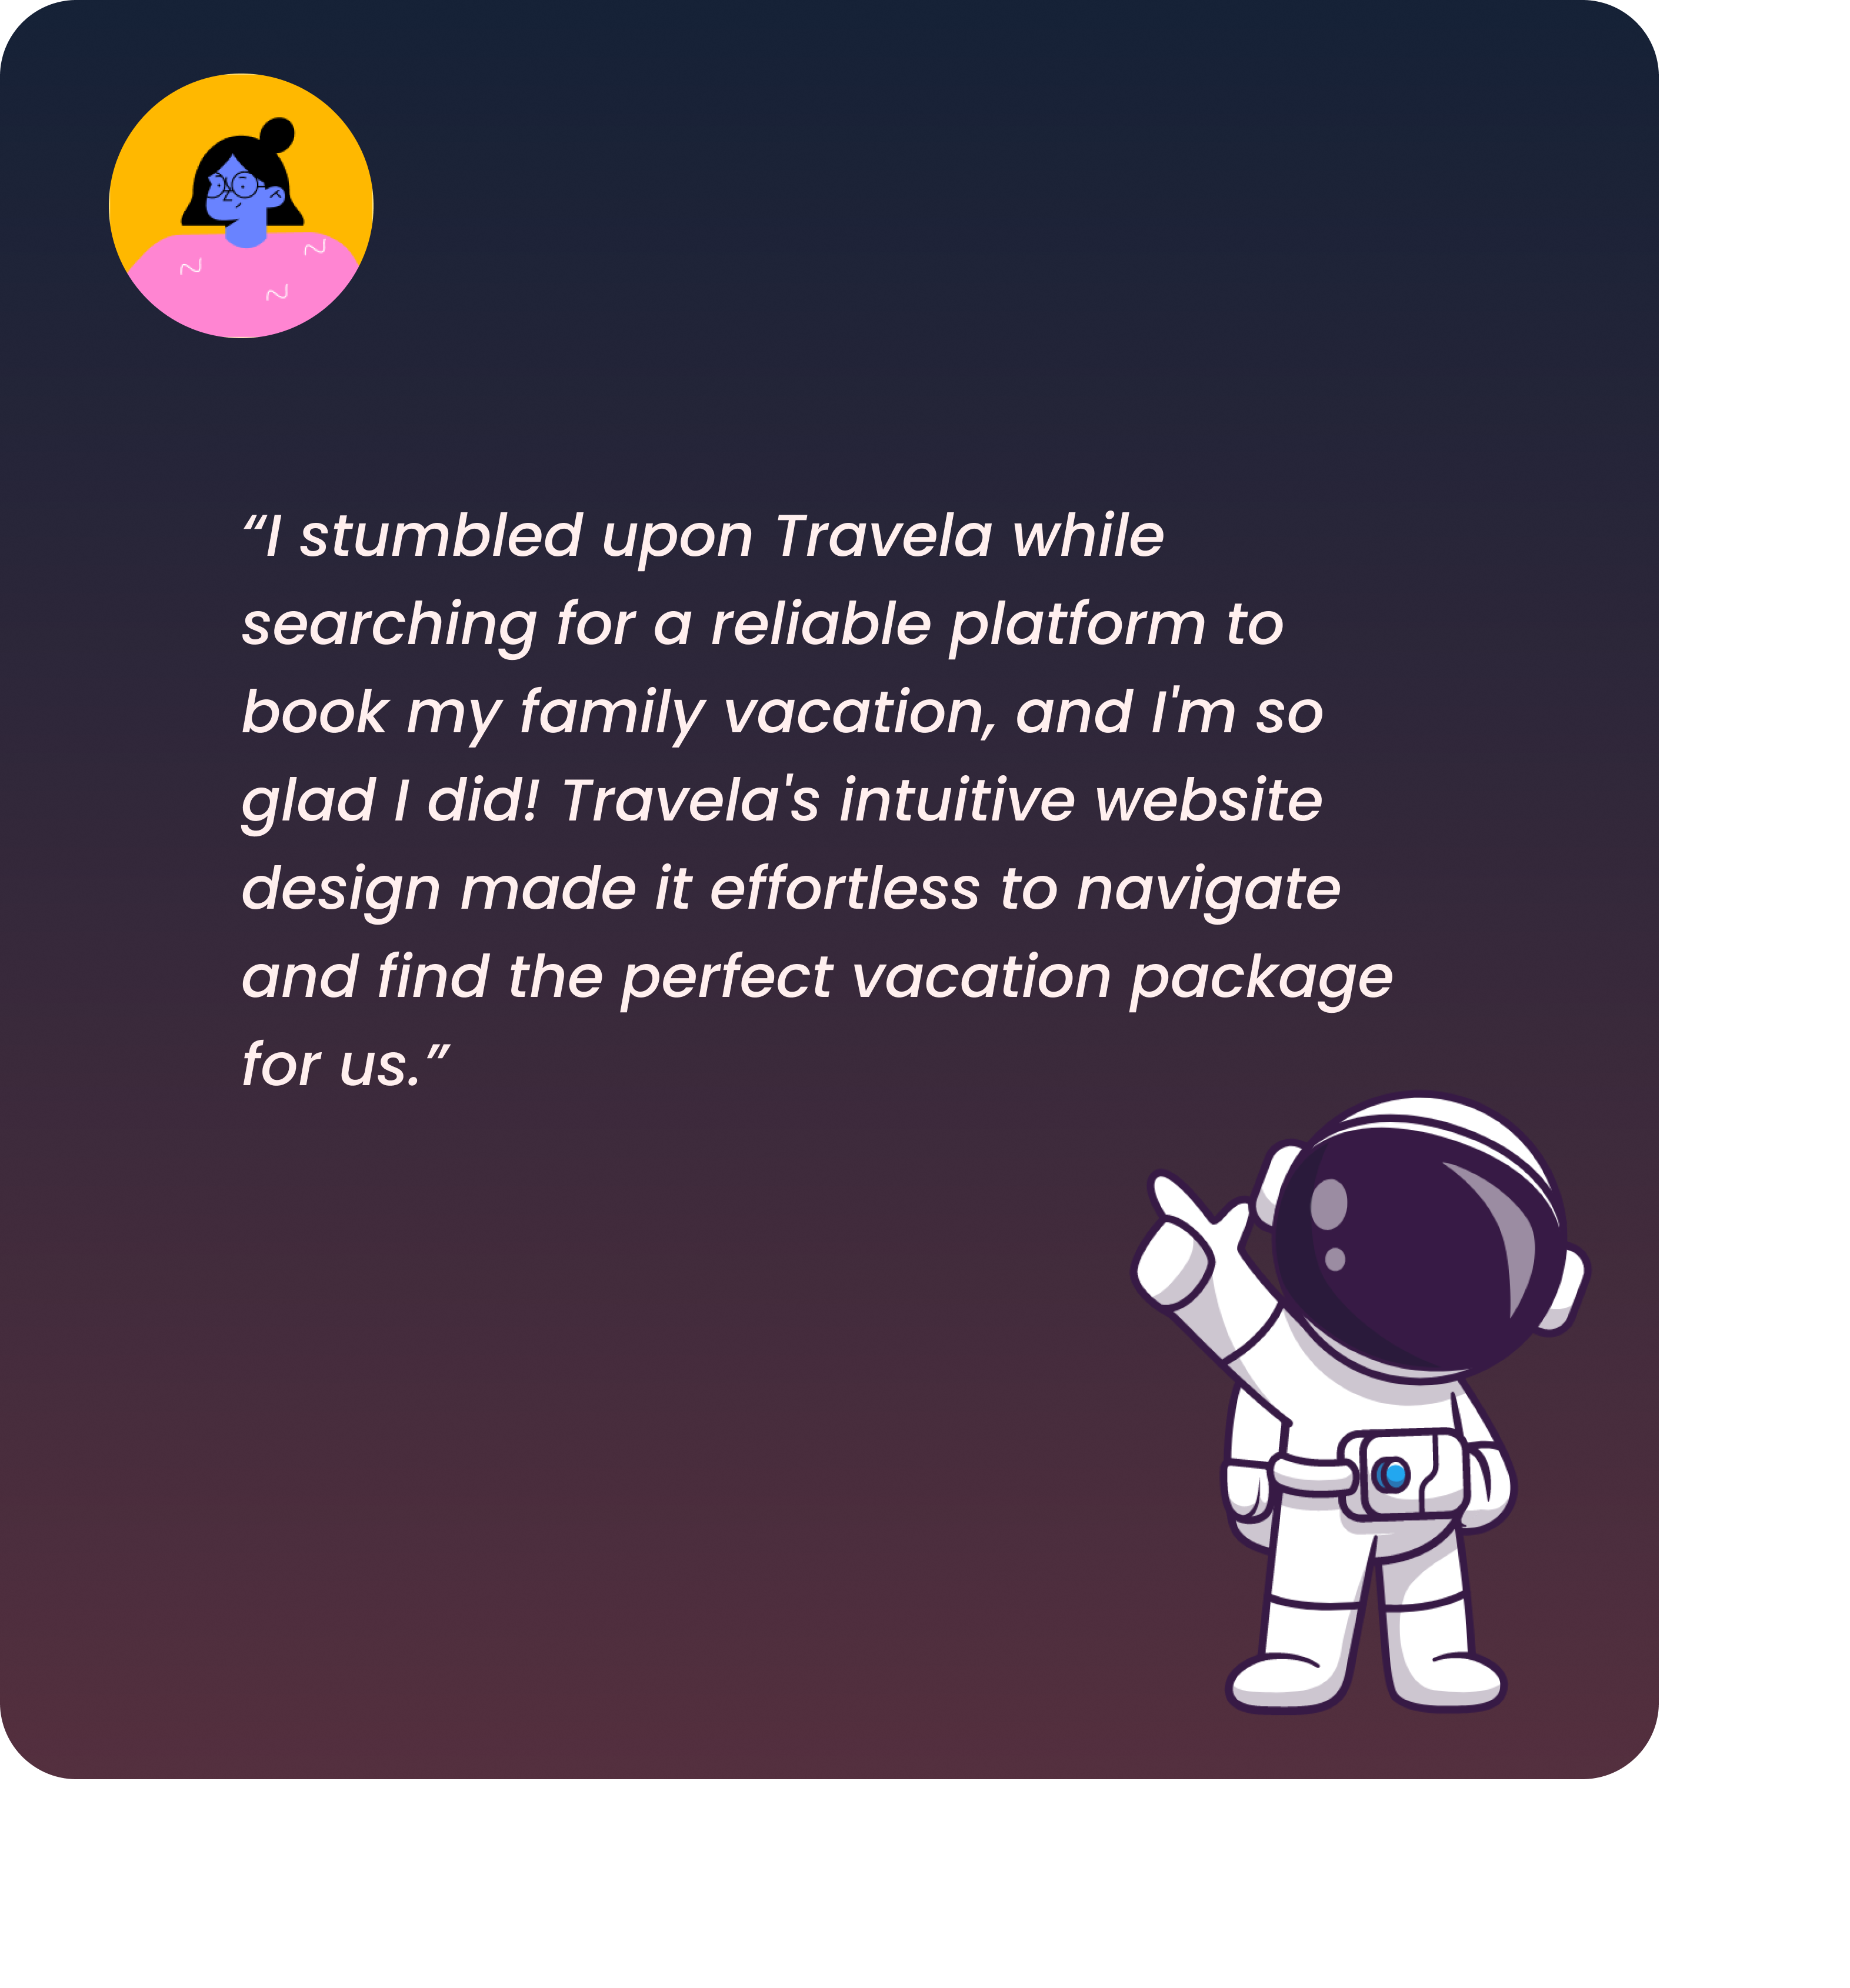 “I stumbled upon Travela while
searching for a reliable platform to
book my family vacation, and I'm so
glad I did! Travela's intuitive website
design made it effortless to navigate
and find the perfect vacation package
for us.”